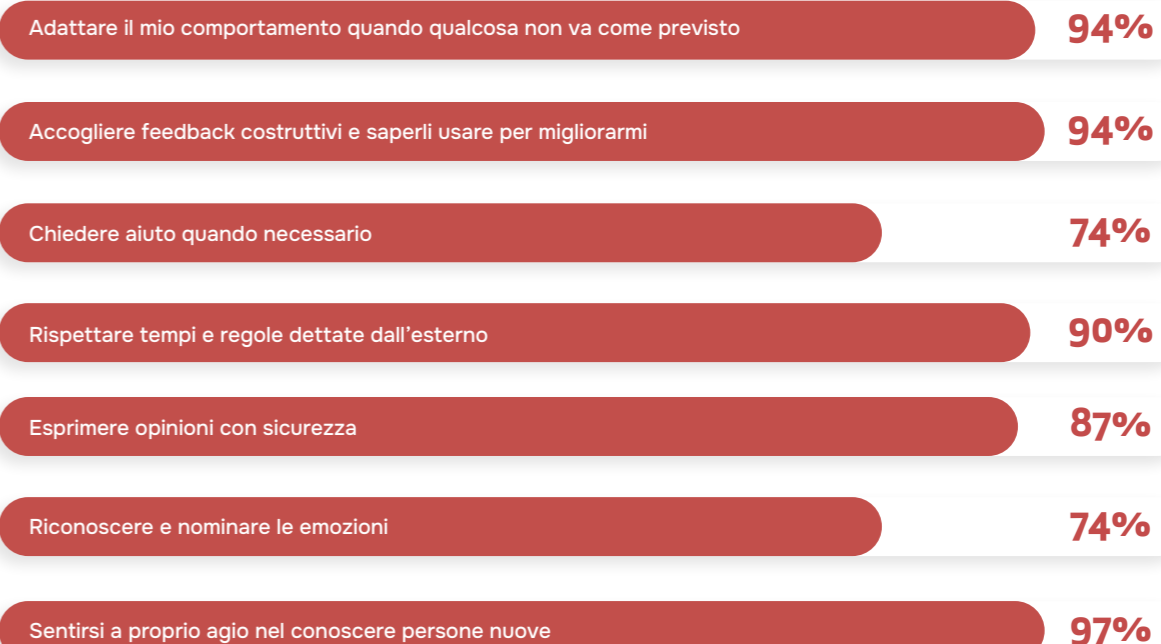 Adattare il mio comportamento quando qualcosa non va come previsto 94%
Accogliere feedback costruttivi e saperli usare per migliorarmi 94%
Chiedere aiuto quando necessario 74%
Rispettare tempi e regole dettate dall’esterno 90%
Esprimere opinioni con sicurezza 87%
Riconoscere e nominare le emozioni 74%
Sentirsi a proprio agio nel conoscere persone nuove 97%